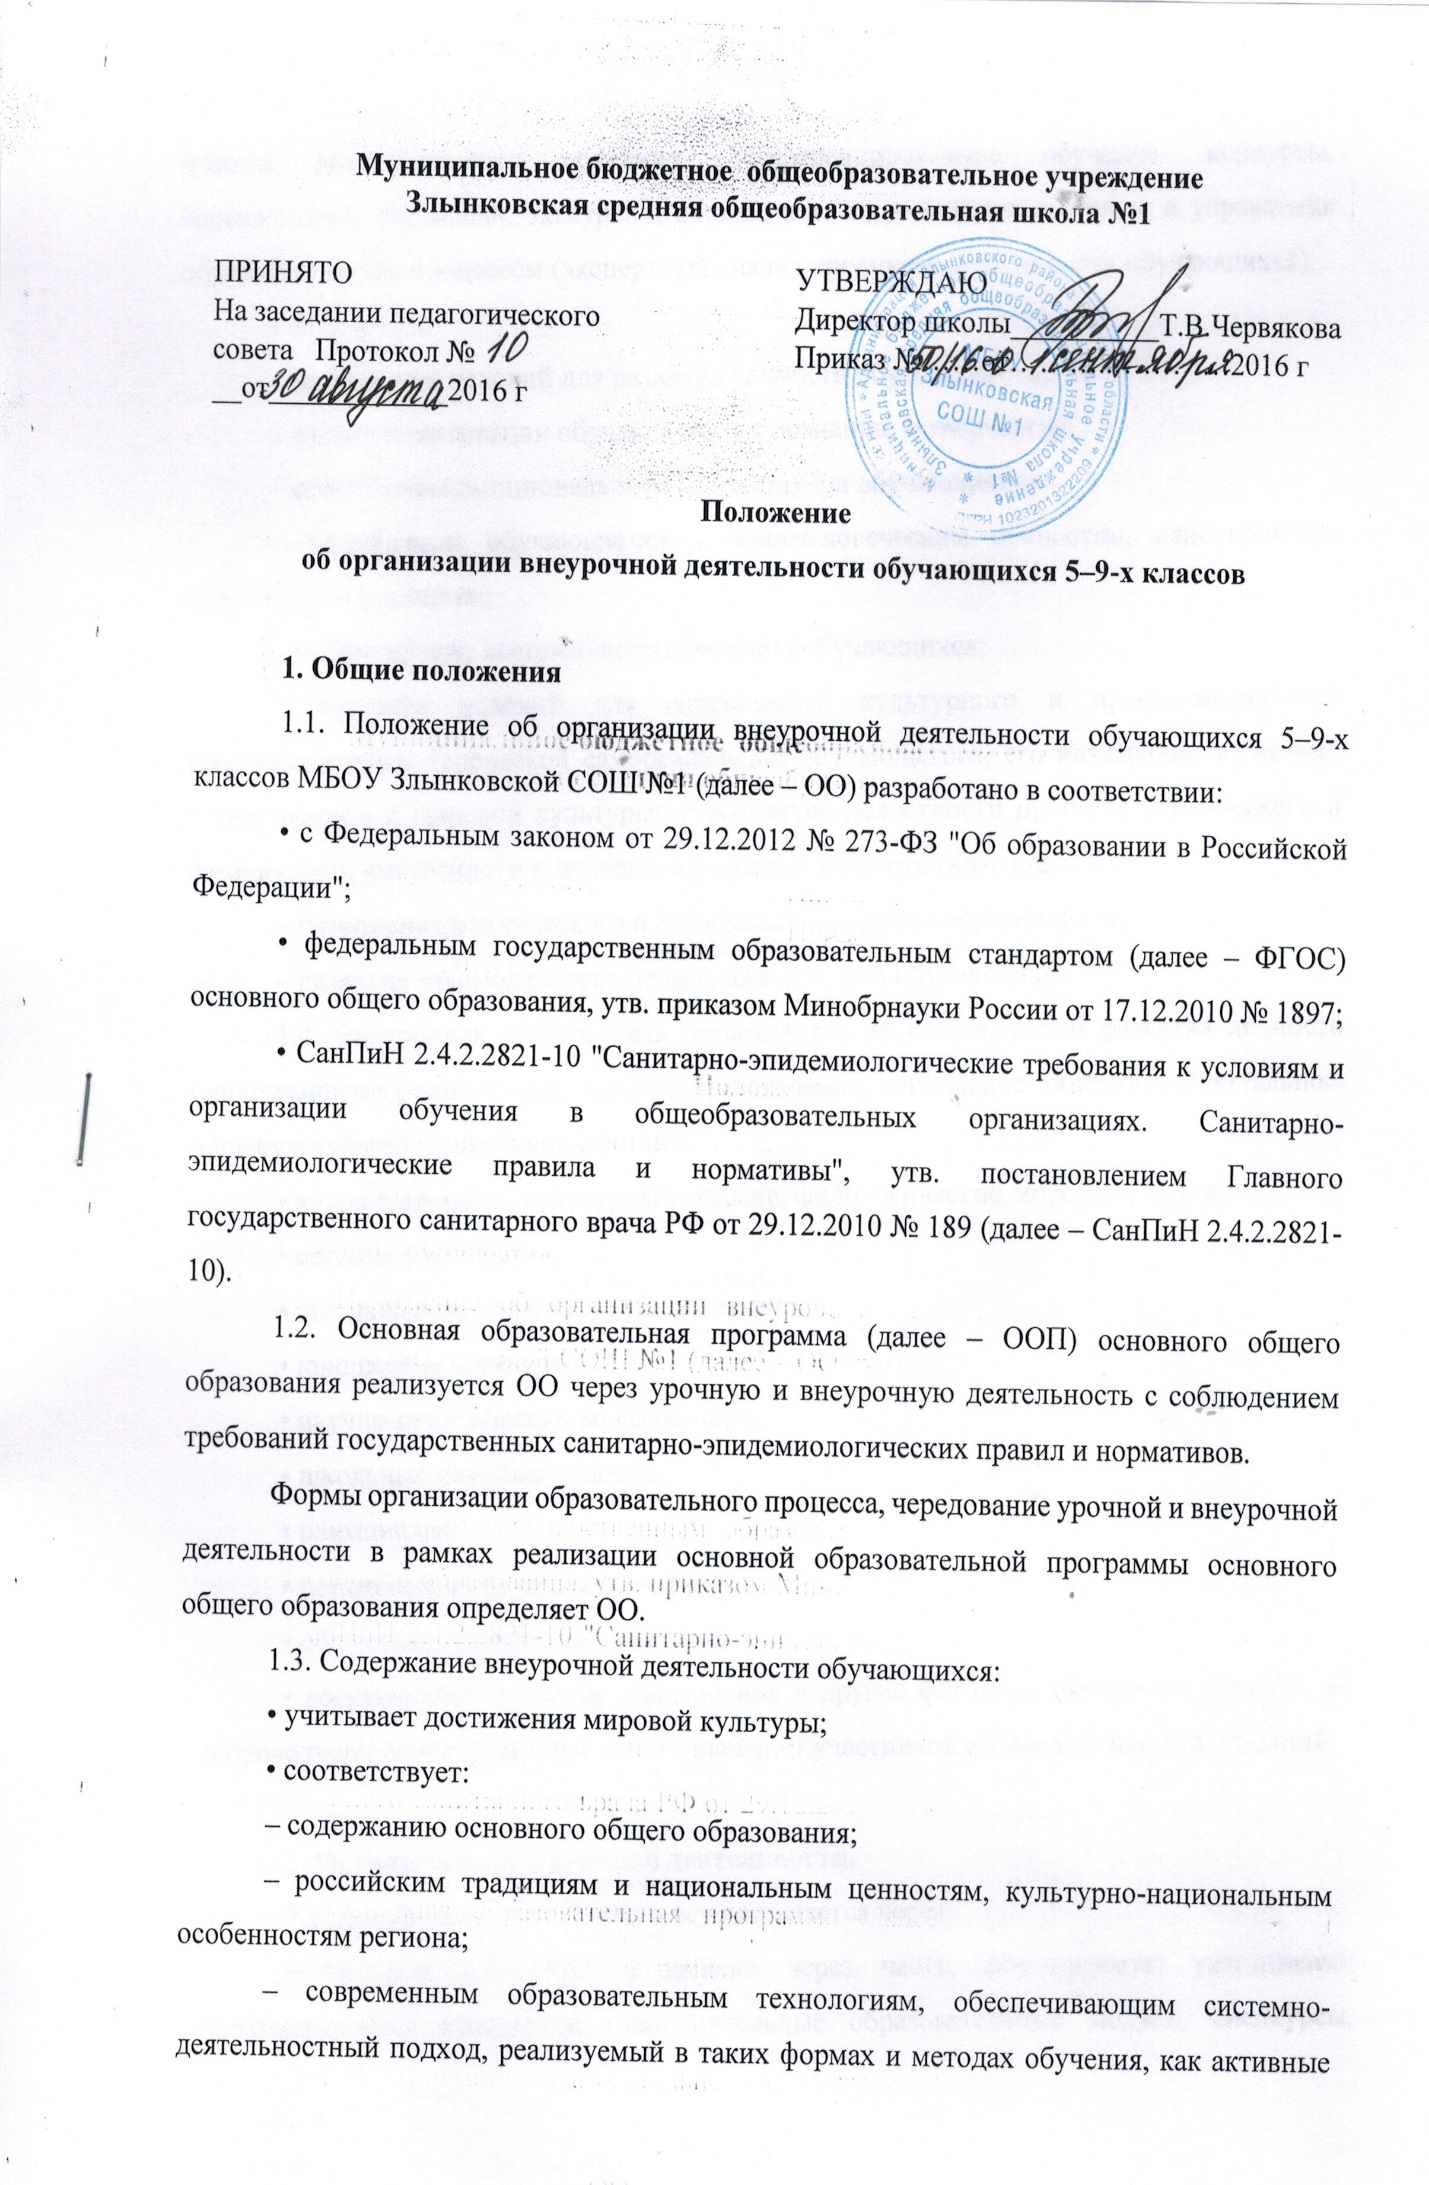 Муниципальное бюджетное общеобразовательное учреждение
Злынковская средняя общеобразовательная школа №1
ПРИНЯТО
На заседании педагогического
совета Протокол № 10
__от 30 августа 2016 г
УТВЕРЖДАЮ
Директор школы Т.В.Червякова
Приказ № от 1 сентября 2016 г
МБОУ
Злынковская
СОШ №1
Положение
об организации внеурочной деятельности обучающихся 5–9-х классов
1. Общие положения
1.1. Положение об организации внеурочной деятельности обучающихся 5–9-х
классов МБОУ Злынковской СОШ №1 (далее – ОО) разработано в соответствии:
• с Федеральным законом от 29.12.2012 № 273-ФЗ "Об образовании в Российской
Федерации";
• федеральным государственным образовательным стандартом (далее – ФГОС)
основного общего образования, утв. приказом Минобрнауки России от 17.12.2010 № 1897;
• СанПиН 2.4.2.2821-10 "Санитарно-эпидемиологические требования к условиям и
организации обучения в общеобразовательных организациях. Санитарно-
эпидемиологические правила и нормативы", утв. постановлением Главного
государственного санитарного врача РФ от 29.12.2010 № 189 (далее – СанПиН 2.4.2.2821-
10).
1.2. Основная образовательная программа (далее – ООП) основного общего
образования реализуется ОО через урочную и внеурочную деятельность с соблюдением
требований государственных санитарно-эпидемиологических правил и нормативов.
Формы организации образовательного процесса, чередование урочной и внеурочной
деятельности в рамках реализации основной образовательной программы основного
общего образования определяет ОО.
1.3. Содержание внеурочной деятельности обучающихся:
• учитывает достижения мировой культуры;
• соответствует:
– содержанию основного общего образования;
– российским традициям и национальным ценностям, культурно-национальным
особенностям региона;
– современным образовательным технологиям, обеспечивающим системно-
деятельностный подход, реализуемый в таких формах и методах обучения, как активные